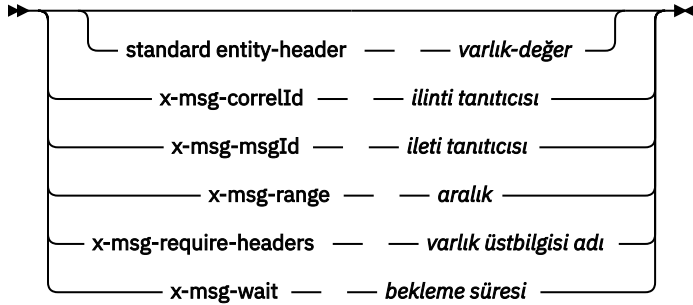 standard entity-header — varlık-değer
x-msg-correlId — ilinti tanıtıcısı
x-msg-msgId — ileti tanıtıcısı
x-msg-range — aralık
x-msg-require-headers — varlık üstbilgisi adı
x-msg-wait — bekleme süresi